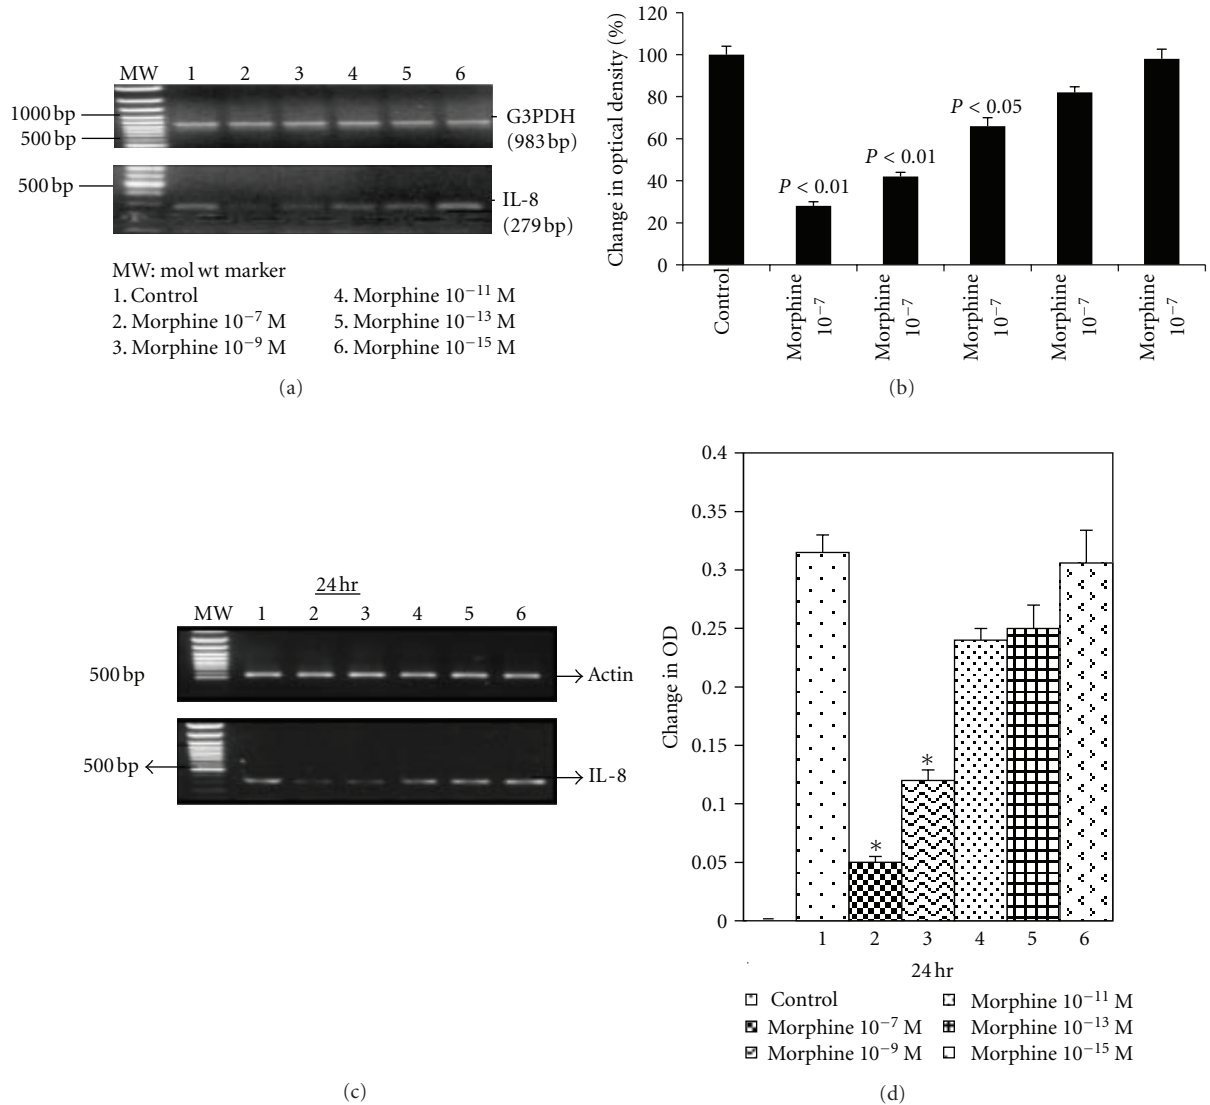 MW 1 2 3 4 5 6
1000 bp
500 bp
G3PDH
(983 bp)
500 bp
IL-8
(279 bp)
MW: mol wt marker
1. Control
2. Morphine 10⁻⁷ M
3. Morphine 10⁻⁹ M
4. Morphine 10⁻¹¹ M
5. Morphine 10⁻¹³ M
6. Morphine 10⁻¹⁵ M
(a)
Change in optical density (%)
120
100
80
60
40
20
0
P < 0.01
P < 0.01
P < 0.05
Control
Morphine
10⁻⁷
Morphine
10⁻⁷
Morphine
10⁻⁷
Morphine
10⁻⁷
Morphine
10⁻⁷
(b)
24 hr
MW 1 2 3 4 5 6
500 bp
Actin
500 bp
IL-8
(c)
Change in OD
0.4
0.35
0.3
0.25
0.2
0.15
0.1
0.05
0
*
*
1 2 3 4 5 6
24 hr
Control
Morphine 10⁻⁷ M
Morphine 10⁻⁹ M
Morphine 10⁻¹¹ M
Morphine 10⁻¹³ M
Morphine 10⁻¹⁵ M
(d)